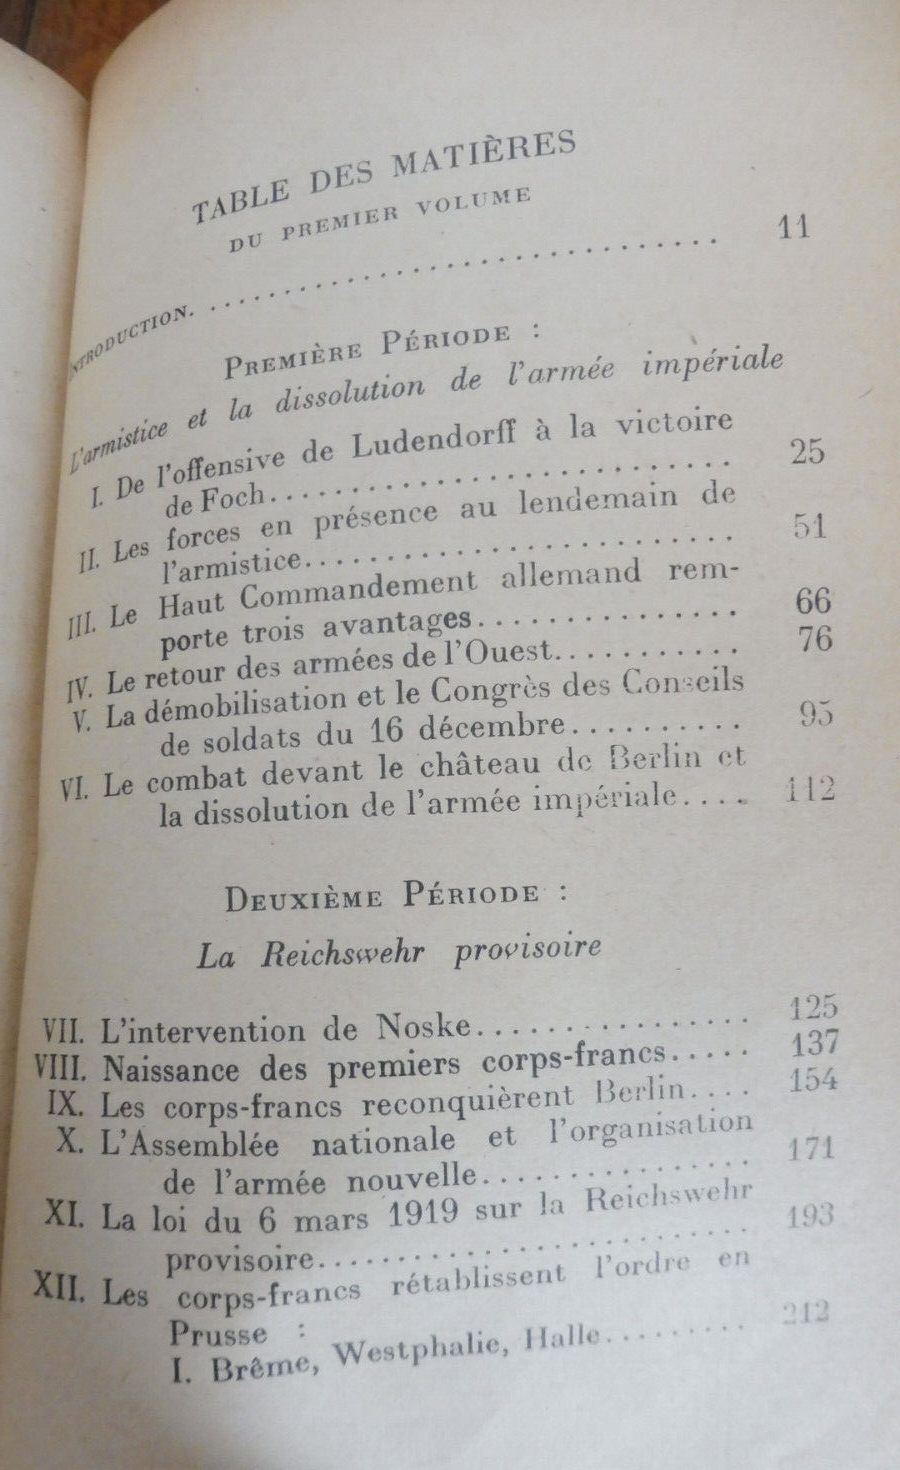 TABLE DES MATIÈRES
DU PREMIER VOLUME
INTRODUCTION. .................................. 11
PREMIÈRE PÉRIODE :
L'armistice et la dissolution de l'armée impériale
I. De l'offensive de Ludendorff à la victoire
de Foch............................ 25
II. Les forces en présence au lendemain de
l'armistice.......................... 51
III. Le Haut Commandement allemand rem-
porte trois avantages............... 66
IV. Le retour des armées de l'Ouest........... 76
V. La démobilisation et le Congrès des Conseils
de soldats du 16 décembre.......... 95
VI. Le combat devant le château de Berlin et
la dissolution de l'armée impériale.... 112
DEUXIÈME PÉRIODE :
La Reichswehr provisoire
VII. L'intervention de Noske................ 125
VIII. Naissance des premiers corps-francs..... 137
IX. Les corps-francs reconquièrent Berlin.... 154
X. L'Assemblée nationale et l'organisation
de l'armée nouvelle................ 171
XI. La loi du 6 mars 1919 sur la Reichswehr
provisoire.......................... 193
XII. Les corps-francs rétablissent l'ordre en
Prusse :
I. Brême, Westphalie, Halle......... 212